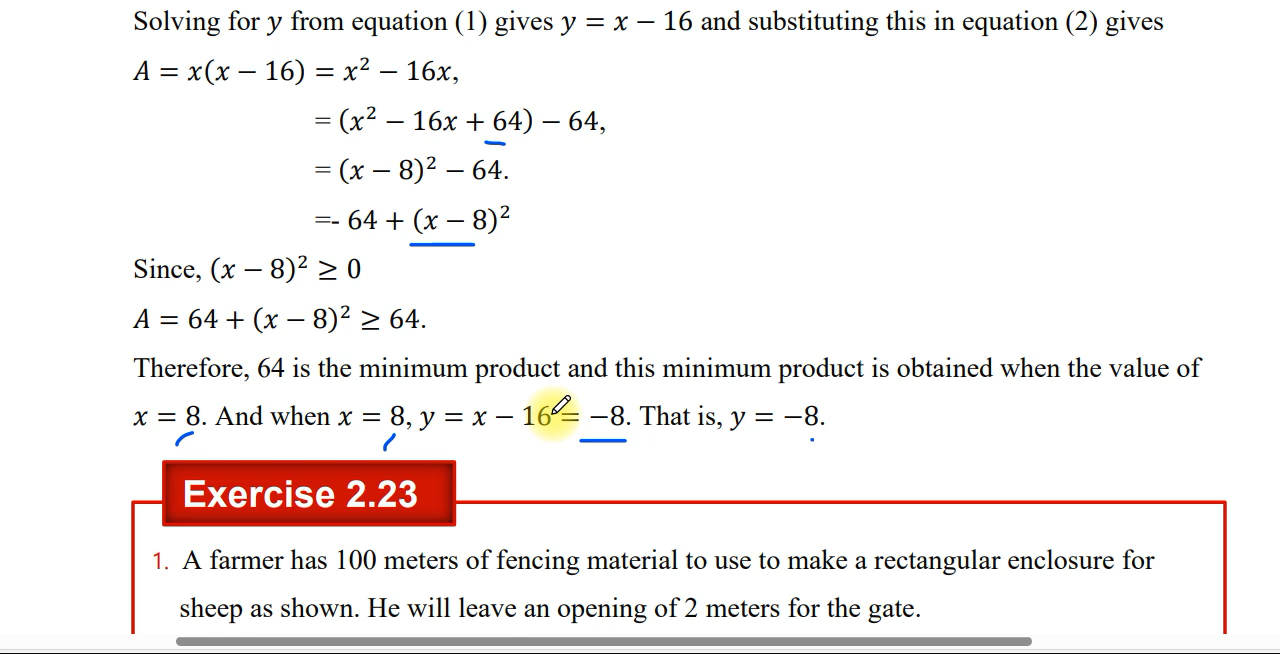 Solving for y from equation (1) gives y = x − 16 and substituting this in equation (2) gives
A = x(x − 16) = x² − 16x,
= (x² − 16x + 64) − 64,
= (x − 8)² − 64.
=- 64 + (x − 8)²
Since, (x − 8)² ≥ 0
A = 64 + (x − 8)² ≥ 64.
Therefore, 64 is the minimum product and this minimum product is obtained when the value of
x = 8. And when x = 8, y = x − 16 = −8. That is, y = −8.
Exercise 2.23
1. A farmer has 100 meters of fencing material to use to make a rectangular enclosure for
sheep as shown. He will leave an opening of 2 meters for the gate.